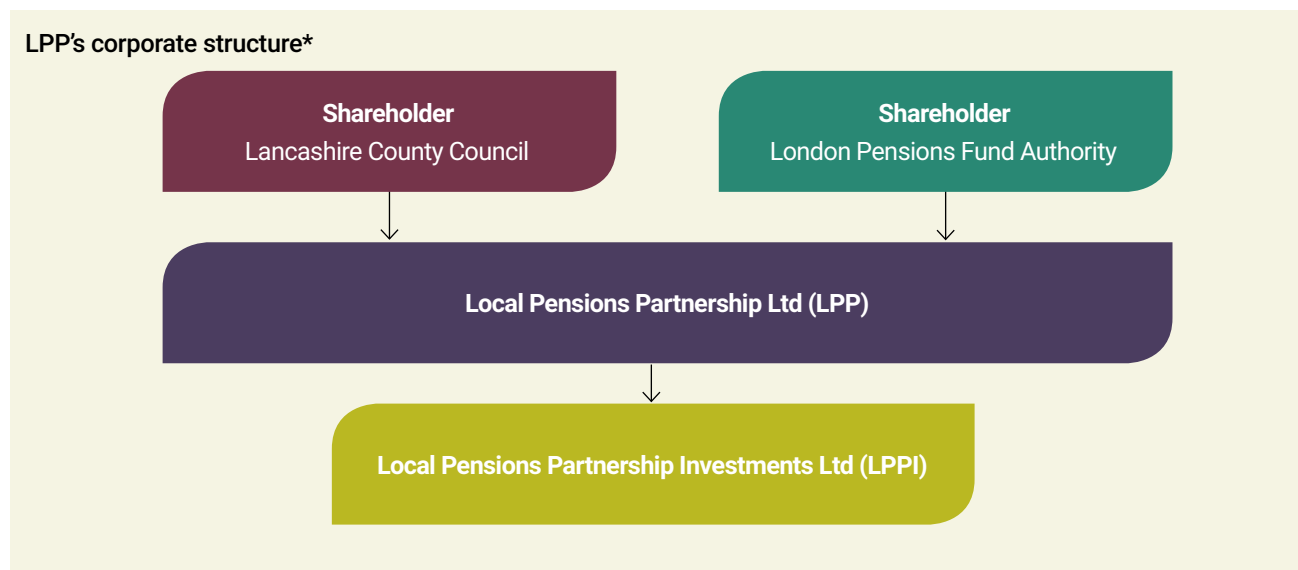 LPP's corporate structure*
Shareholder
Lancashire County Council
Shareholder
London Pensions Fund Authority
Local Pensions Partnership Ltd (LPP)
Local Pensions Partnership Investments Ltd (LPPI)